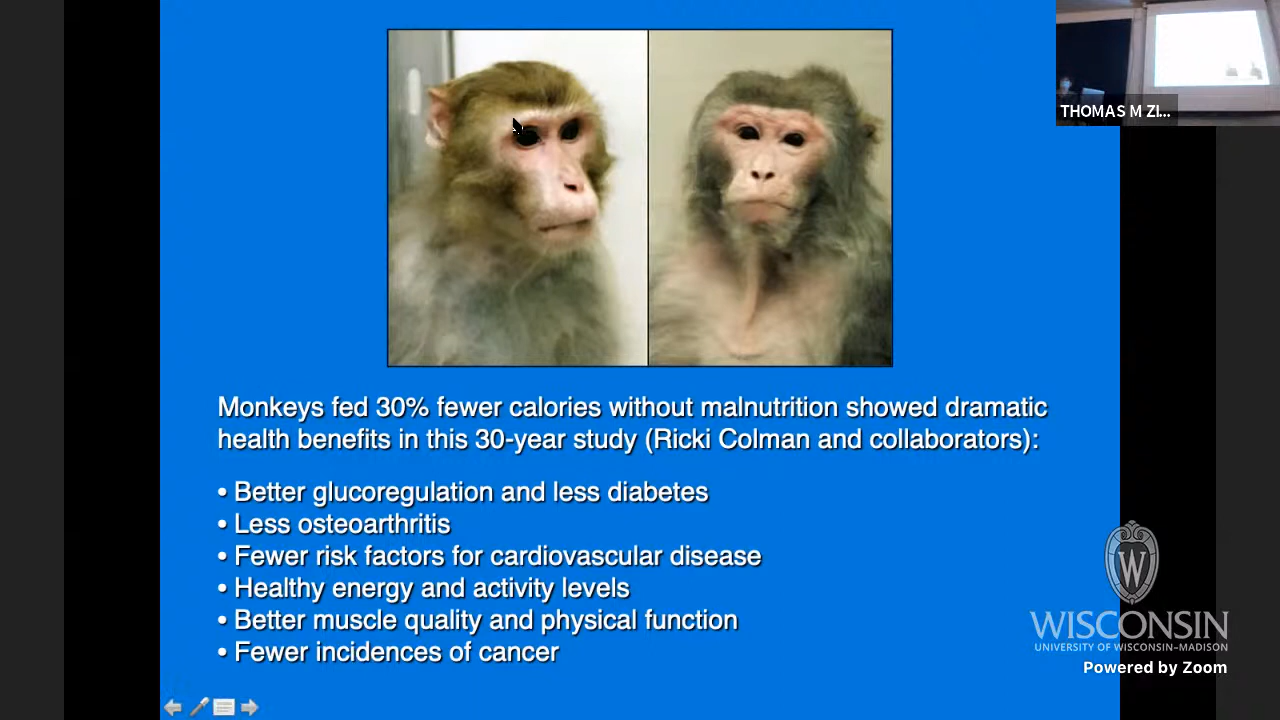 THOMAS M ZI...
Monkeys fed 30% fewer calories without malnutrition showed dramatic
health benefits in this 30-year study (Ricki Colman and collaborators):
• Better glucoregulation and less diabetes
• Less osteoarthritis
• Fewer risk factors for cardiovascular disease
• Healthy energy and activity levels
• Better muscle quality and physical function
• Fewer incidences of cancer
W
WISCONSIN
UNIVERSITY OF WISCONSIN–MADISON
Powered by Zoom